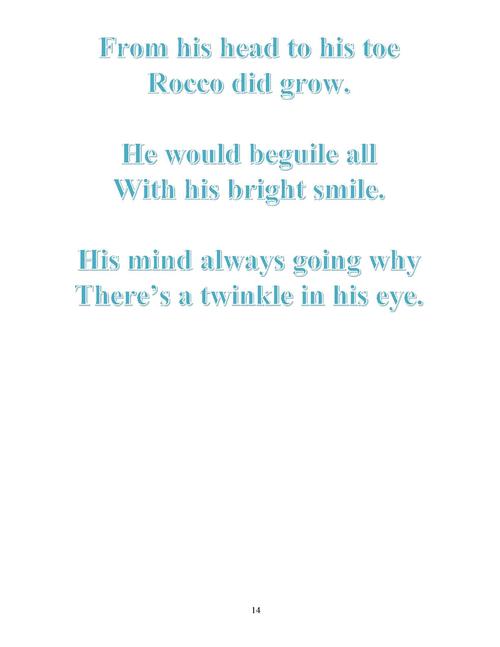 From his head to his toe
Rocco did grow.
He would beguile all
With his bright smile.
His mind always going why
There's a twinkle in his eye.
14